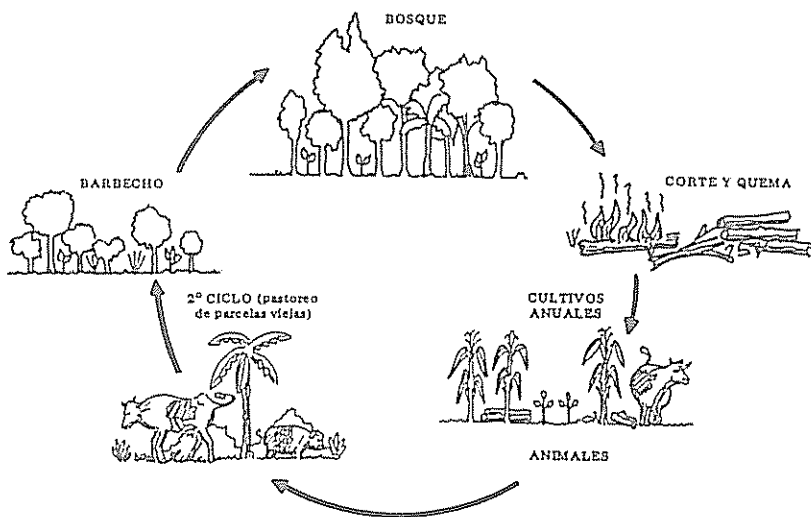 BOSQUE
CORTE Y QUEMA
CULTIVOS
ANUALES
ANIMALES
2º CICLO (pastoreo
de parcelas viejas)
BARBECHO